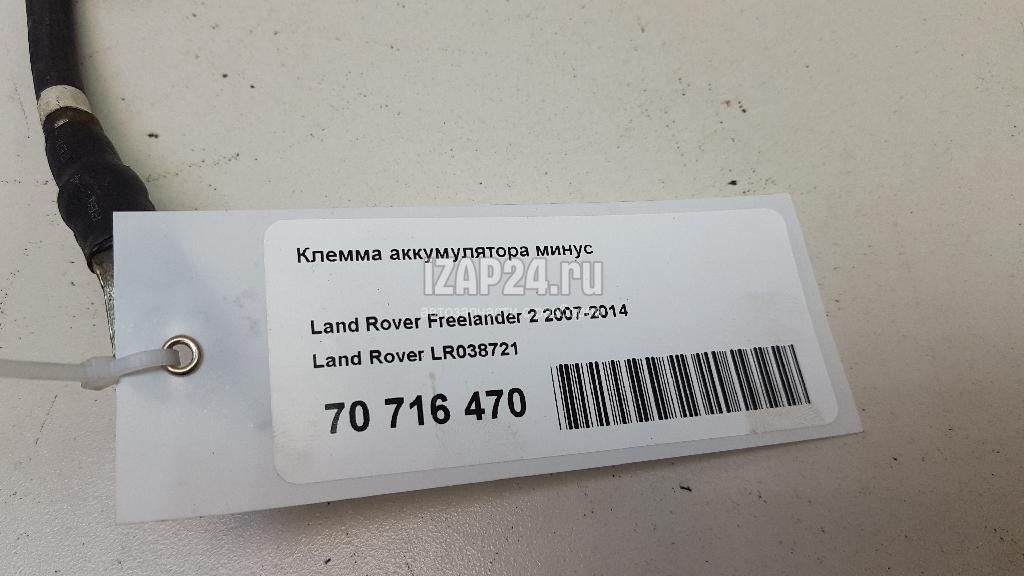 Клемма аккумулятора минус
IZAP24.ru
Land Rover Freelander 2 2007-2014
Land Rover LR038721
70 716 470